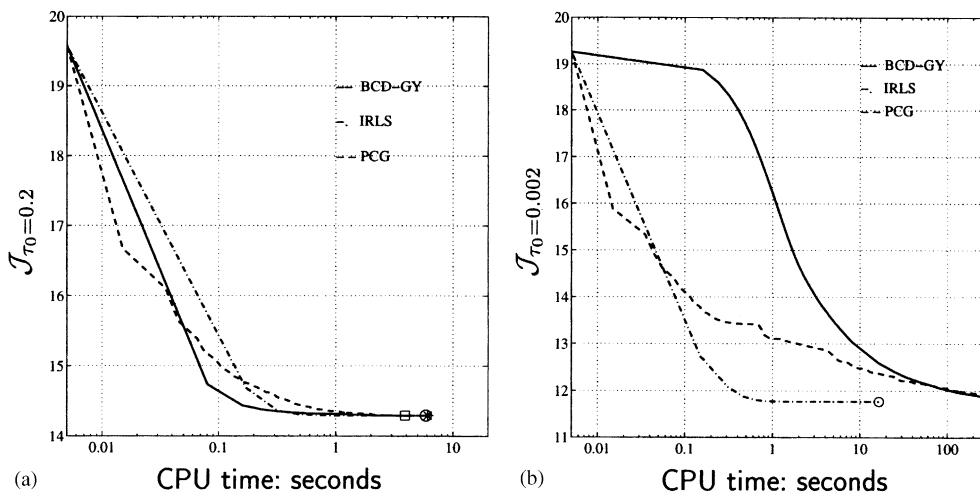 20
19
18
17
16
15
14
0.01
0.1
1
10
BCD-GY
IRLS
PCG
𝒥τ₀=0.2
(a)
CPU time: seconds
20
19
18
17
16
15
14
13
12
11
0.01
0.1
1
10
100
BCD-GY
IRLS
PCG
𝒥τ₀=0.002
(b)
CPU time: seconds